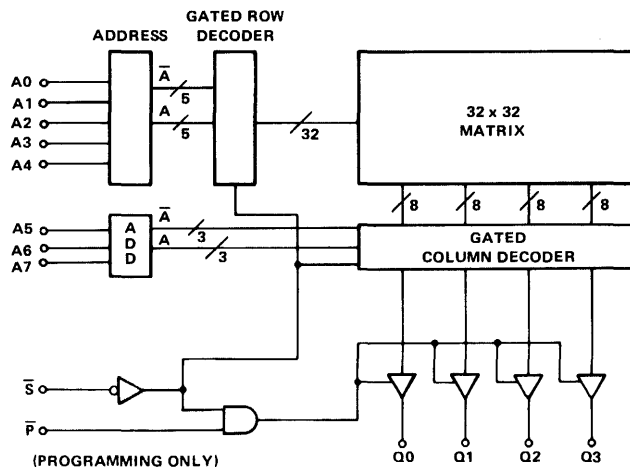 GATED ROW
DECODER
ADDRESS
A0
A1
A2
A3
A4
A̅
5
A
5
32
32 x 32
MATRIX
8
8
8
8
A5
A6
A7
A
D
D
A̅
3
A
3
GATED
COLUMN DECODER
S̅
P̅
(PROGRAMMING ONLY)
Q0
Q1
Q2
Q3